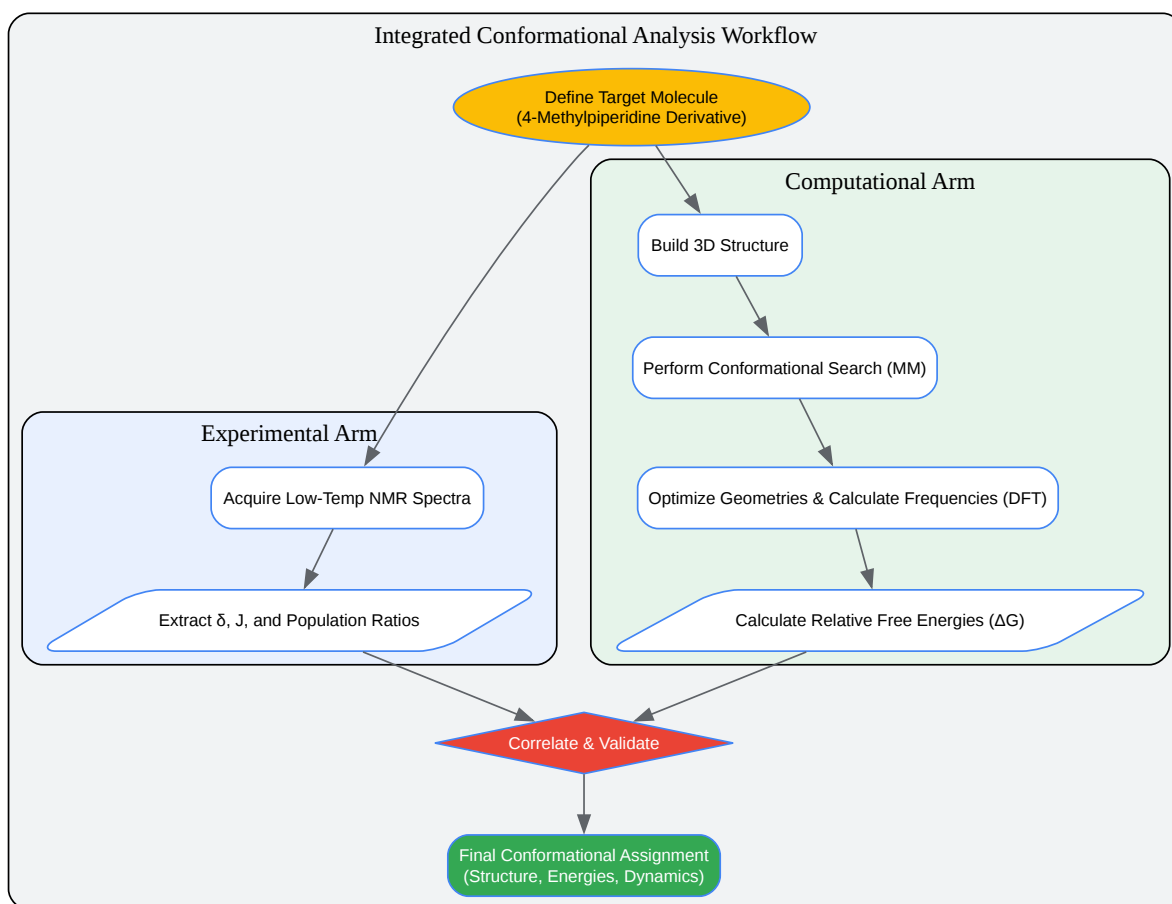 Integrated Conformational Analysis Workflow
Define Target Molecule
(4-Methylpiperidine Derivative)
Computational Arm
Build 3D Structure
Perform Conformational Search (MM)
Experimental Arm
Acquire Low-Temp NMR Spectra
Optimize Geometries & Calculate Frequencies (DFT)
Extract δ, J, and Population Ratios
Calculate Relative Free Energies (ΔG)
Correlate & Validate
Final Conformational Assignment
(Structure, Energies, Dynamics)